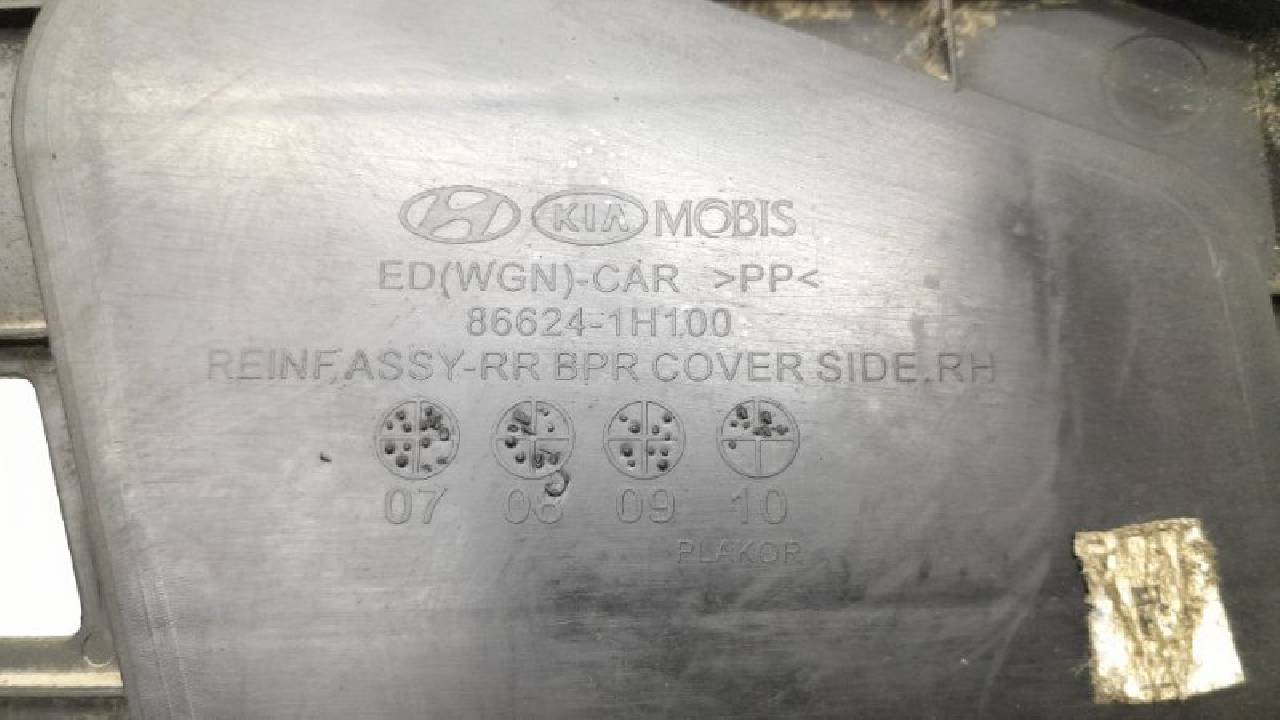 KIA MOBIS
ED(WGN)-CAR >PP<
86624-1H100
REINF,ASSY-RR BPR COVER SIDE,RH
07 08 09 10
PLAKOR